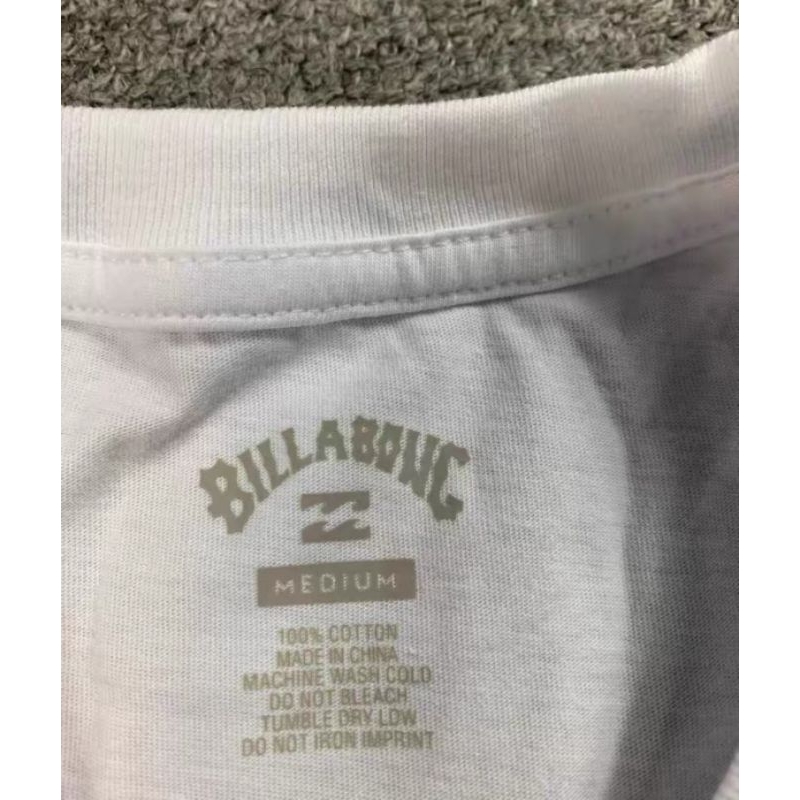 BILLABONG
MEDIUM
100% COTTON
MADE IN CHINA
MACHINE WASH COLD
DO NOT BLEACH
TUMBLE DRY LOW
DO NOT IRON IMPRINT